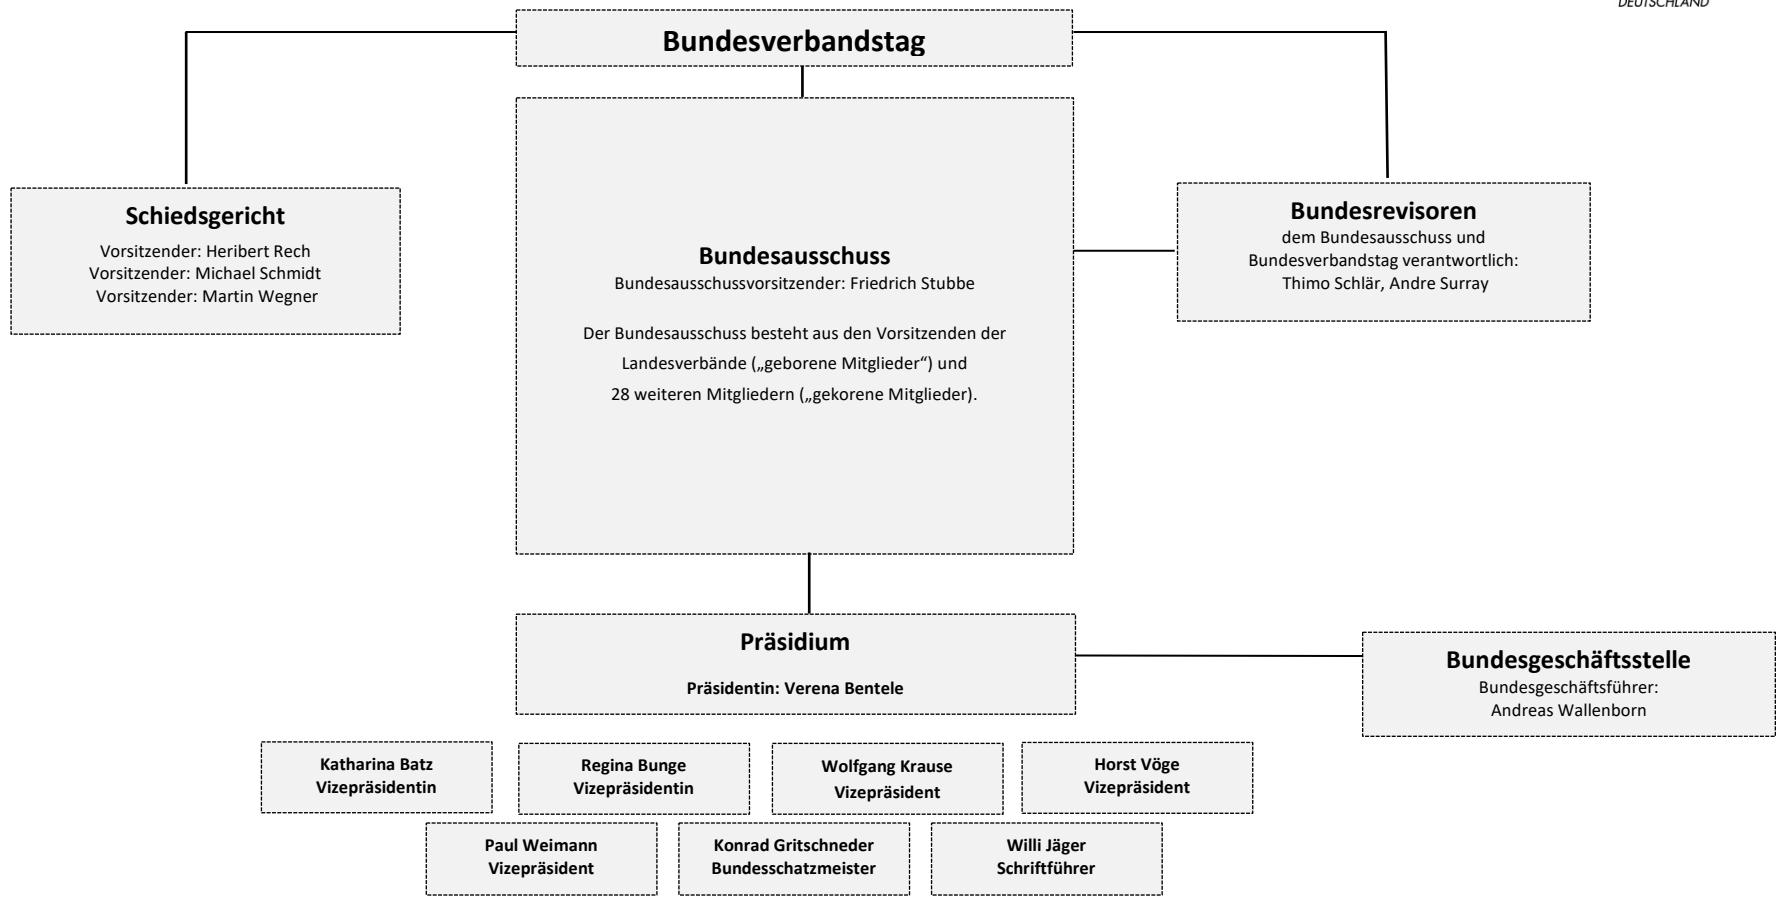 DEUTSCHLAND
Bundesverbandstag
Schiedsgericht
Vorsitzender: Heribert Rech
Vorsitzender: Michael Schmidt
Vorsitzender: Martin Wegner
Bundesausschuss
Bundesausschussvorsitzender: Friedrich Stubbe
Der Bundesausschuss besteht aus den Vorsitzenden der
Landesverbände („geborene Mitglieder“) und
28 weiteren Mitgliedern („gekorene Mitglieder).
Bundesrevisoren
dem Bundesausschuss und
Bundesverbandstag verantwortlich:
Thimo Schlär, Andre Surray
Präsidium
Präsidentin: Verena Bentele
Bundesgeschäftsstelle
Bundesgeschäftsführer:
Andreas Wallenborn
Katharina Batz
Vizepräsidentin
Regina Bunge
Vizepräsidentin
Wolfgang Krause
Vizepräsident
Horst Vöge
Vizepräsident
Paul Weimann
Vizepräsident
Konrad Gritschneder
Bundesschatzmeister
Willi Jäger
Schriftführer